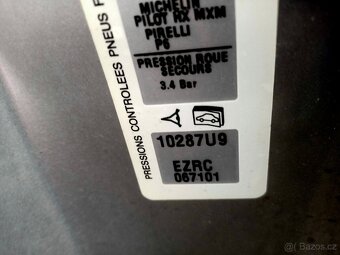 MICHELIN
PILOT RX MXM
PIRELLI
P6
PRESSION ROUE
SECOURS
3.4 Bar
10287U9
EZRC
067101
PRESSIONS CONTROLEES PNEUS F
Bazos.cz